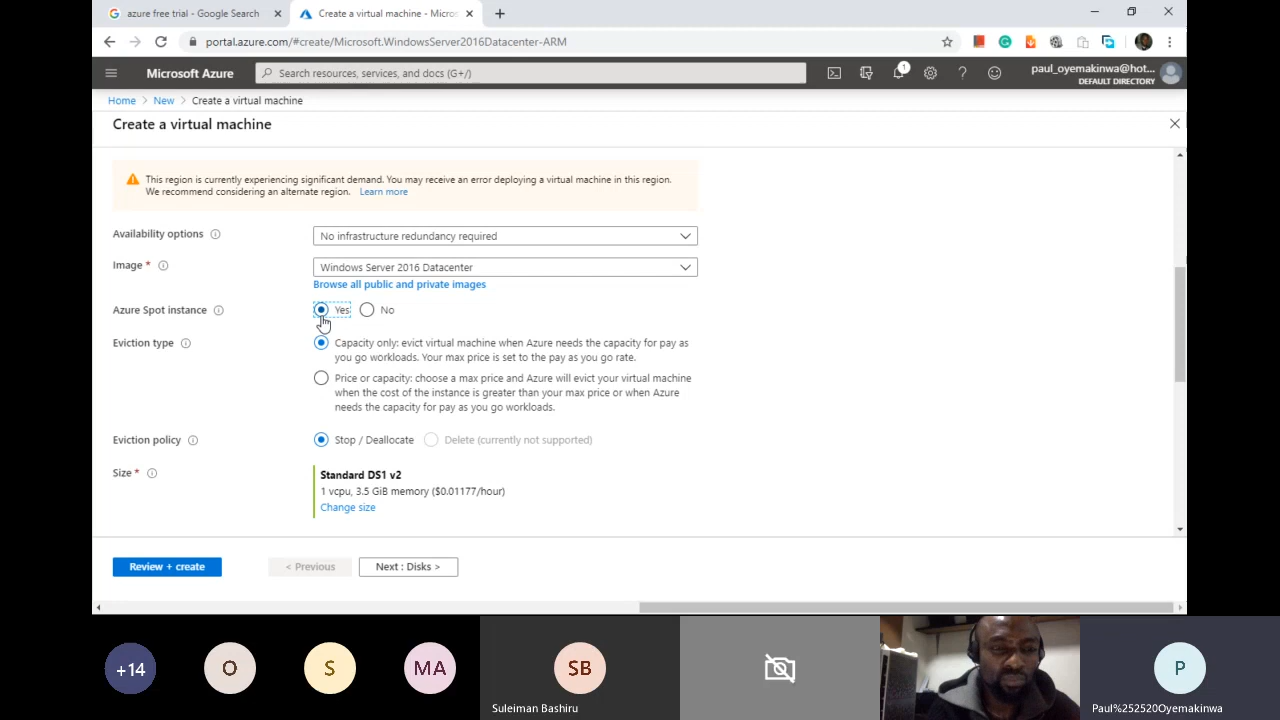 azure free trial - Google Search
Create a virtual machine - Micros
portal.azure.com/#create/Microsoft.WindowsServer2016Datacenter-ARM
Microsoft Azure
Search resources, services, and docs (G+/)
1
paul_oyemakinwa@hot...
DEFAULT DIRECTORY
Home > New > Create a virtual machine
Create a virtual machine
This region is currently experiencing significant demand. You may receive an error deploying a virtual machine in this region.
We recommend considering an alternate region. Learn more
Availability options
No infrastructure redundancy required
Image *
Windows Server 2016 Datacenter
Browse all public and private images
Azure Spot instance
Yes
No
Eviction type
Capacity only: evict virtual machine when Azure needs the capacity for pay as
you go workloads. Your max price is set to the pay as you go rate.
Price or capacity: choose a max price and Azure will evict your virtual machine
when the cost of the instance is greater than your max price or when Azure
needs the capacity for pay as you go workloads.
Eviction policy
Stop / Deallocate
Delete (currently not supported)
Size *
Standard DS1 v2
1 vcpu, 3.5 GiB memory ($0.01177/hour)
Change size
Review + create
< Previous
Next : Disks >
+14
O
S
MA
SB
P
Suleiman Bashiru
Paul%252520Oyemakinwa